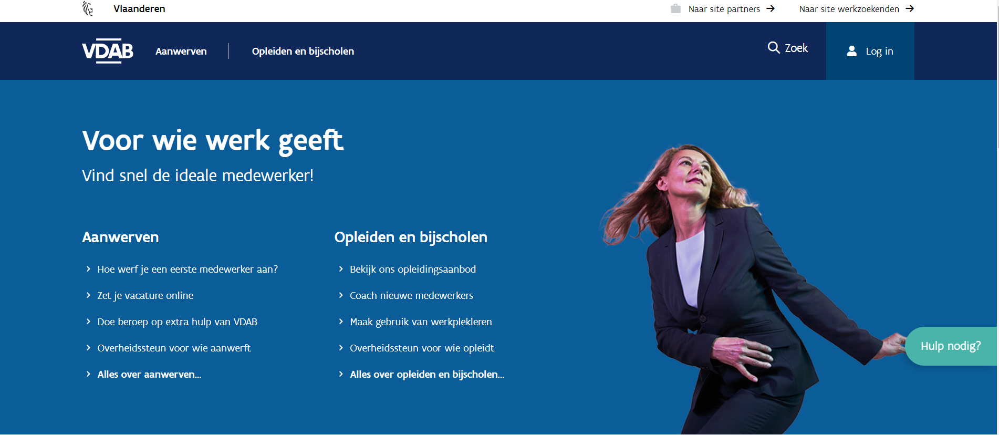 Vlaanderen
Naar site partners
Naar site werkzoekenden
VDAB
Aanwerven
Opleiden en bijscholen
Zoek
Log in
Voor wie werk geeft
Vind snel de ideale medewerker!
Aanwerven
Hoe werf je een eerste medewerker aan?
Zet je vacature online
Doe beroep op extra hulp van VDAB
Overheidssteun voor wie aanwerft
Alles over aanwerven...
Opleiden en bijscholen
Bekijk ons opleidingsaanbod
Coach nieuwe medewerkers
Maak gebruik van werkplekleren
Overheidssteun voor wie opleidt
Alles over opleiden en bijscholen...
Hulp nodig?